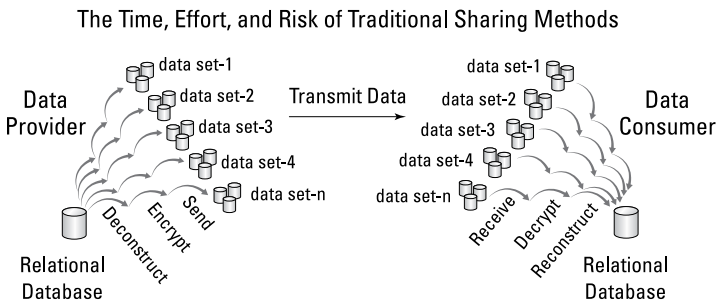 The Time, Effort, and Risk of Traditional Sharing Methods
Data
Provider
data set-1
data set-2
data set-3
data set-4
data set-n
Deconstruct
Encrypt
Send
Relational
Database
Transmit Data
data set-1
data set-2
data set-3
data set-4
data set-n
Data
Consumer
Receive
Decrypt
Reconstruct
Relational
Database